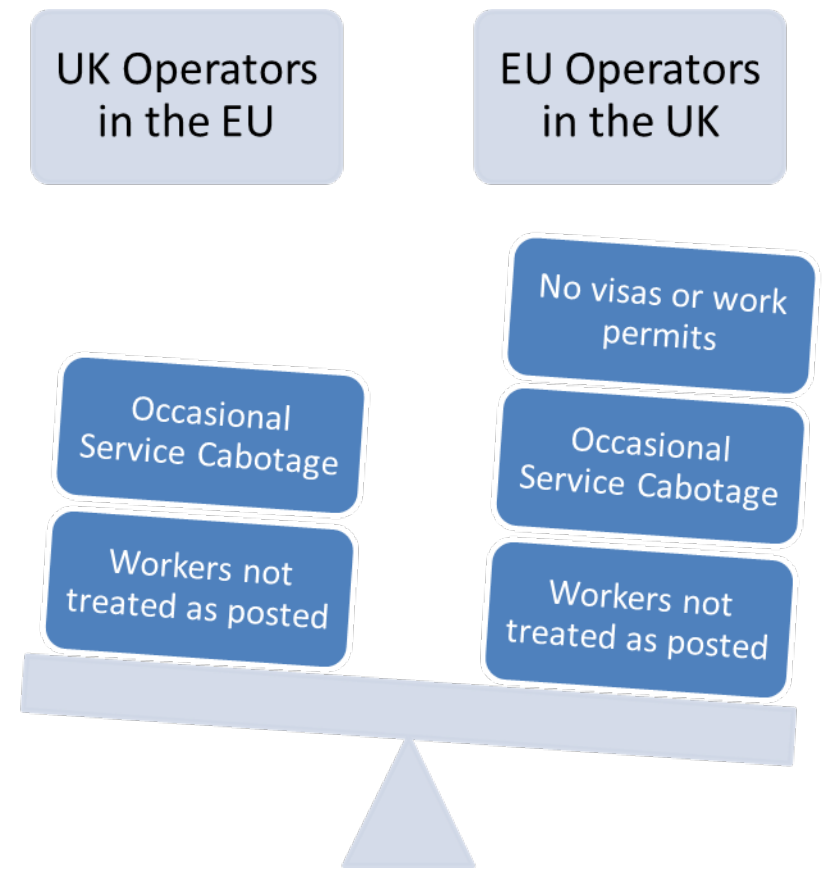 UK Operators
in the EU
EU Operators
in the UK
Occasional
Service Cabotage
Workers not
treated as posted
No visas or work
permits
Occasional
Service Cabotage
Workers not
treated as posted